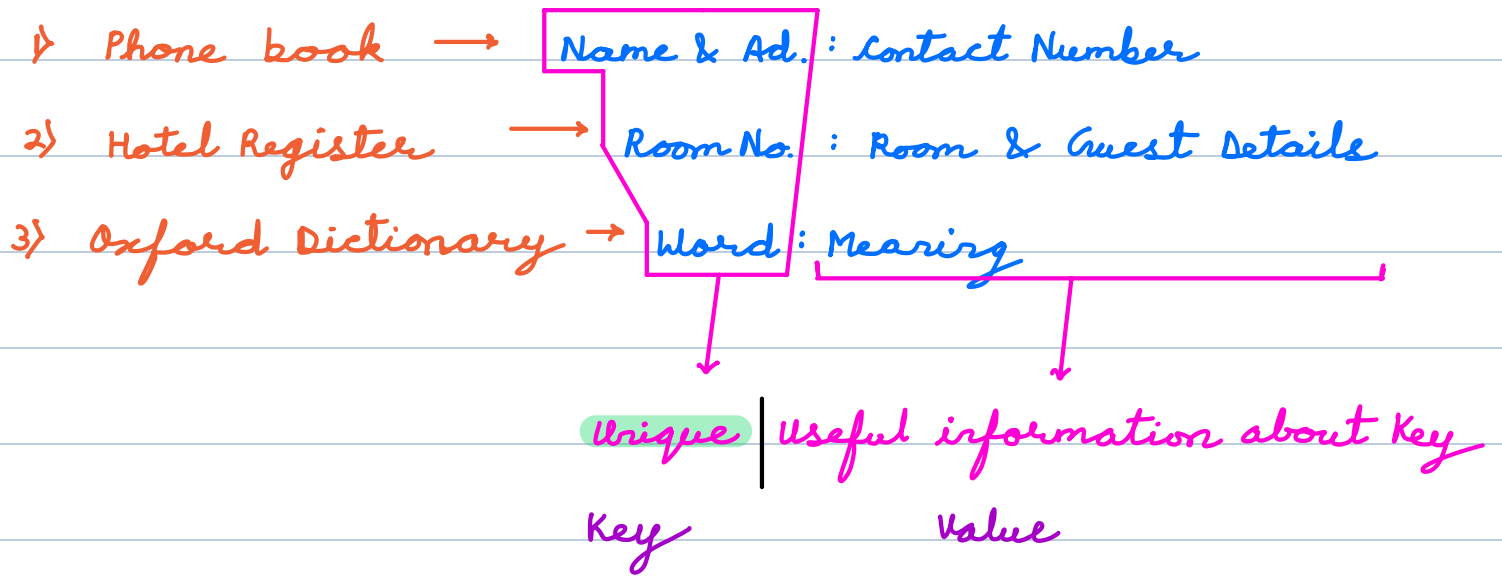 1) Phone book → Name & Ad. : Contact Number
2) Hotel Register → Room No. : Room & Guest Details
3) Oxford Dictionary → Word : Meaning
Unique | Useful information about Key
Key Value